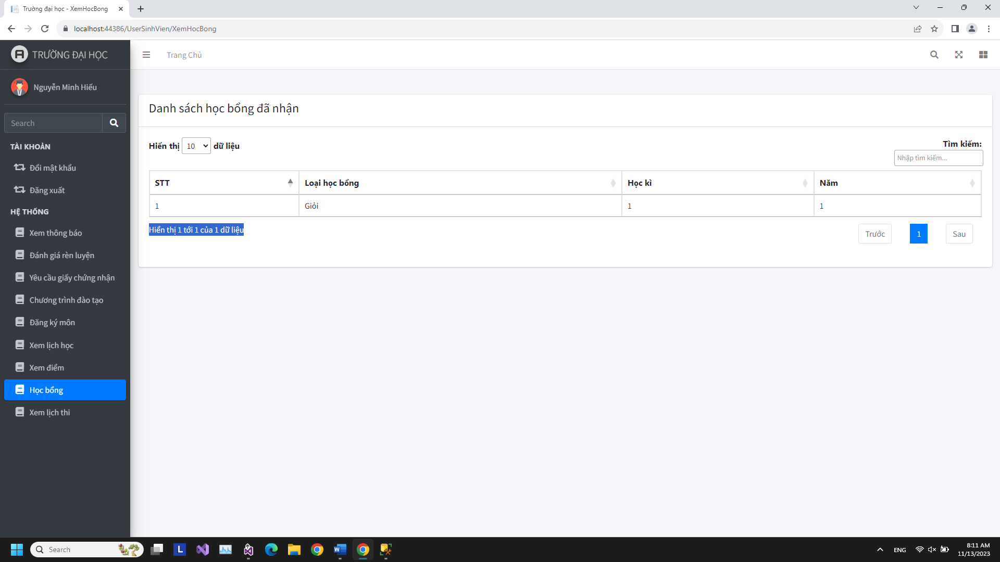 Trường đại học - XemHocBong
localhost:44386/UserSinhVien/XemHocBong
TRƯỜNG ĐẠI HỌC
Trang Chủ
Nguyễn Minh Hiếu
Search
TÀI KHOẢN
Đổi mật khẩu
Đăng xuất
HỆ THỐNG
Xem thông báo
Đánh giá rèn luyện
Yêu cầu giấy chứng nhận
Chương trình đào tạo
Đăng ký môn
Xem lịch học
Xem điểm
Học bổng
Xem lịch thi
Danh sách học bổng đã nhận
Hiển thị 10 dữ liệu
Tìm kiếm:
Nhập tìm kiếm...
STT Loại học bổng Học kì Năm
1 Giỏi 1 1
Hiển thị 1 tới 1 của 1 dữ liệu
Trước 1 Sau
Search
L
W
ENG
8:11 AM
11/13/2023